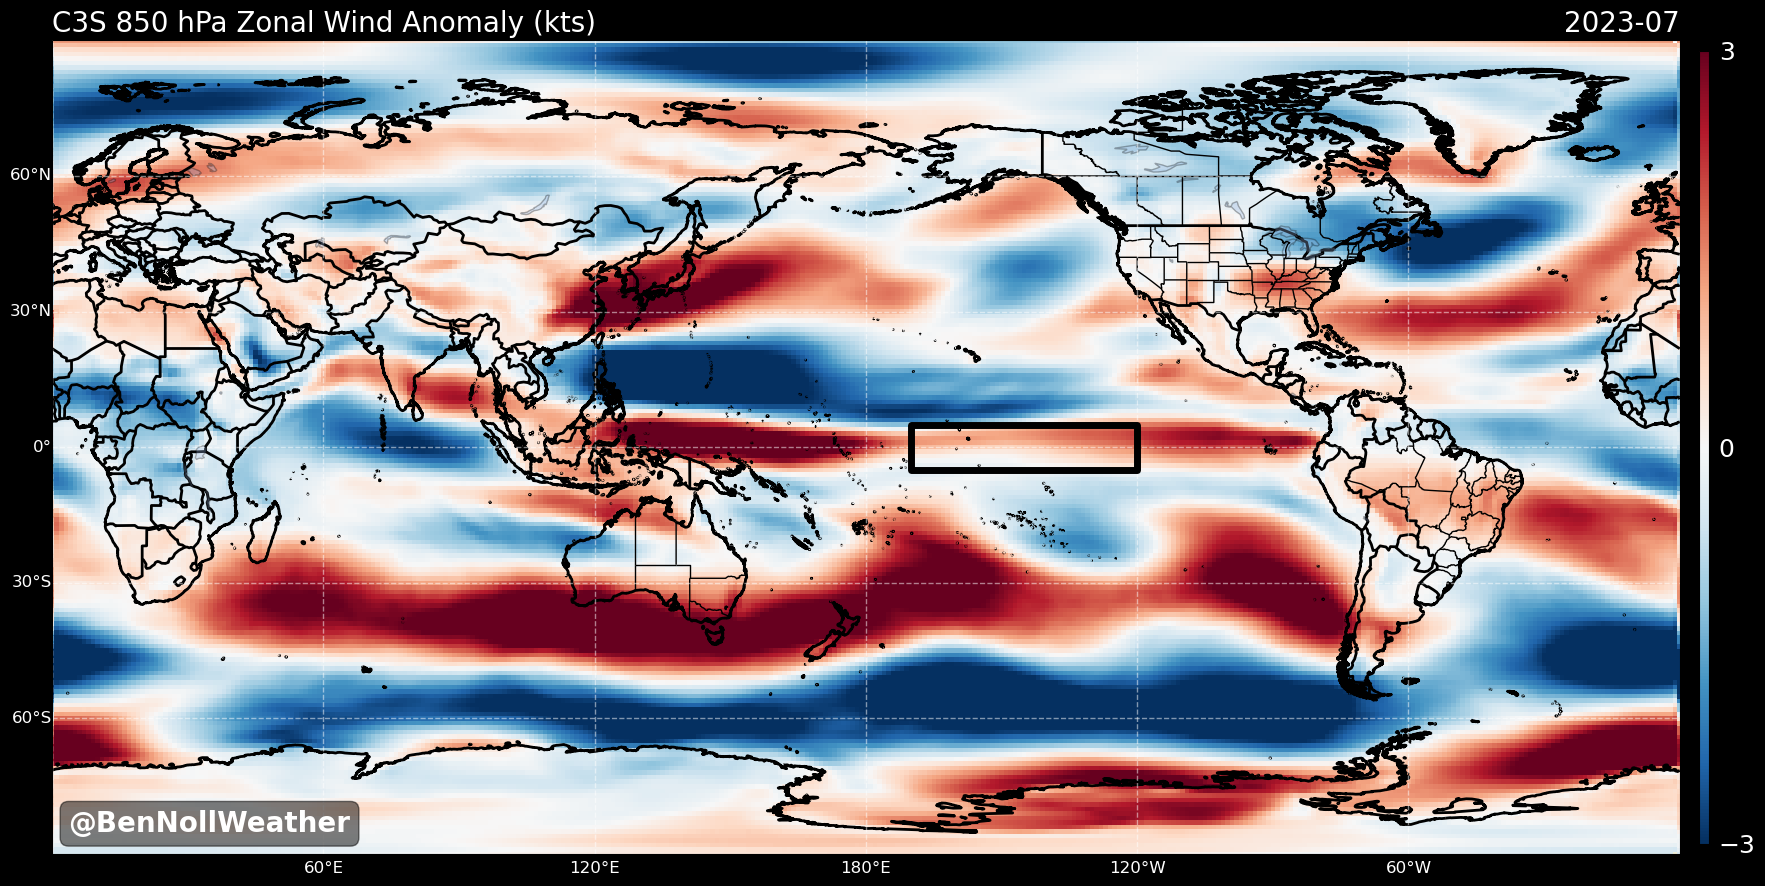 C3S 850 hPa Zonal Wind Anomaly (kts)
2023-07
3
0
−3
60°N
30°N
0°
30°S
60°S
@BenNollWeather
60°E
120°E
180°E
120°W
60°W